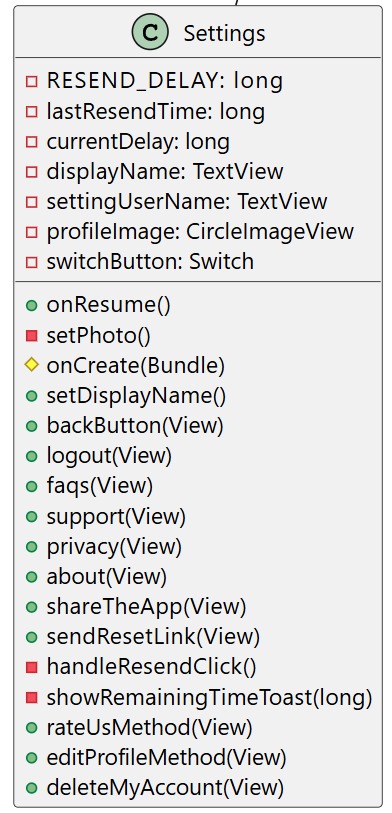 C Settings
RESEND_DELAY: long
lastResendTime: long
currentDelay: long
displayName: TextView
settingUserName: TextView
profileImage: CircleImageView
switchButton: Switch
onResume()
setPhoto()
onCreate(Bundle)
setDisplayName()
backButton(View)
logout(View)
faqs(View)
support(View)
privacy(View)
about(View)
shareTheApp(View)
sendResetLink(View)
handleResendClick()
showRemainingTimeToast(long)
rateUsMethod(View)
editProfileMethod(View)
deleteMyAccount(View)